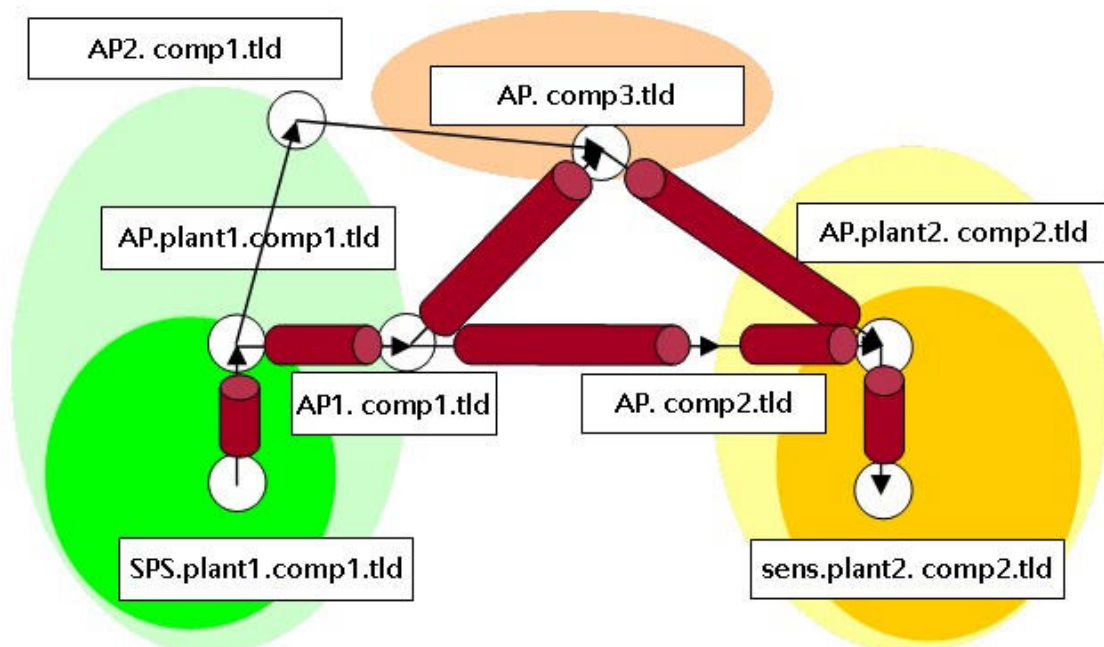 AP2. comp1.tld
AP. comp3.tld
AP.plant1.comp1.tld
AP.plant2. comp2.tld
AP1. comp1.tld
AP. comp2.tld
SPS.plant1.comp1.tld
sens.plant2. comp2.tld